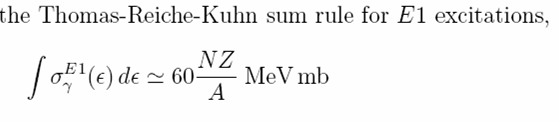 the Thomas-Reiche-Kuhn sum rule for E1 excitations,
∫ σ_γ^{E1}(ϵ) dϵ ≃ 60 NZ/A MeV mb